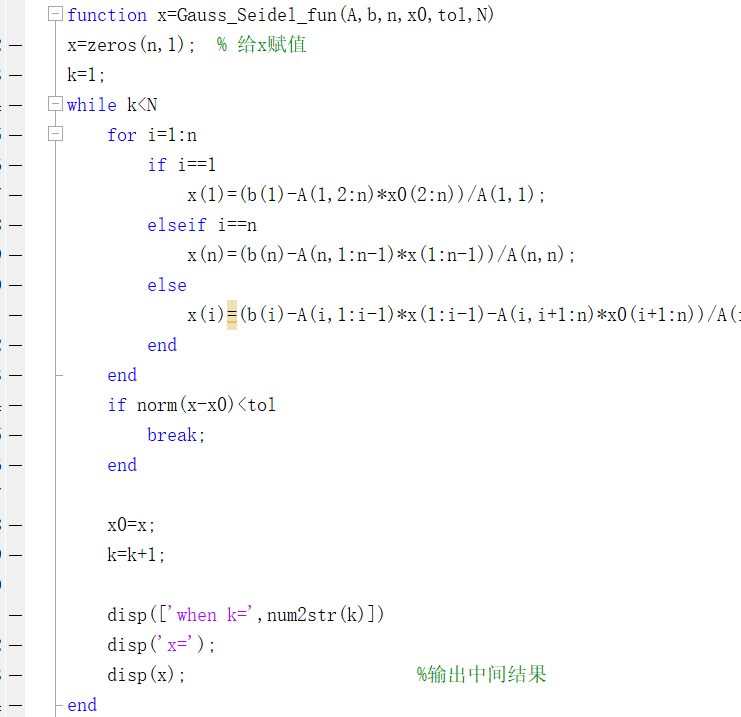 function x=Gauss_Seidel_fun(A,b,n,x0,tol,N)
x=zeros(n,1);  % 给x赋值
k=1;
while k<N
    for i=1:n
        if i==1
            x(1)=(b(1)-A(1,2:n)*x0(2:n))/A(1,1);
        elseif i==n
            x(n)=(b(n)-A(n,1:n-1)*x(1:n-1))/A(n,n);
        else
            x(i)=(b(i)-A(i,1:i-1)*x(1:i-1)-A(i,i+1:n)*x0(i+1:n))/A(
        end
    end
    if norm(x-x0)<tol
        break;
    end
    x0=x;
    k=k+1;
    disp(['when k=',num2str(k)])
    disp('x=');
    disp(x);                       %输出中间结果
end